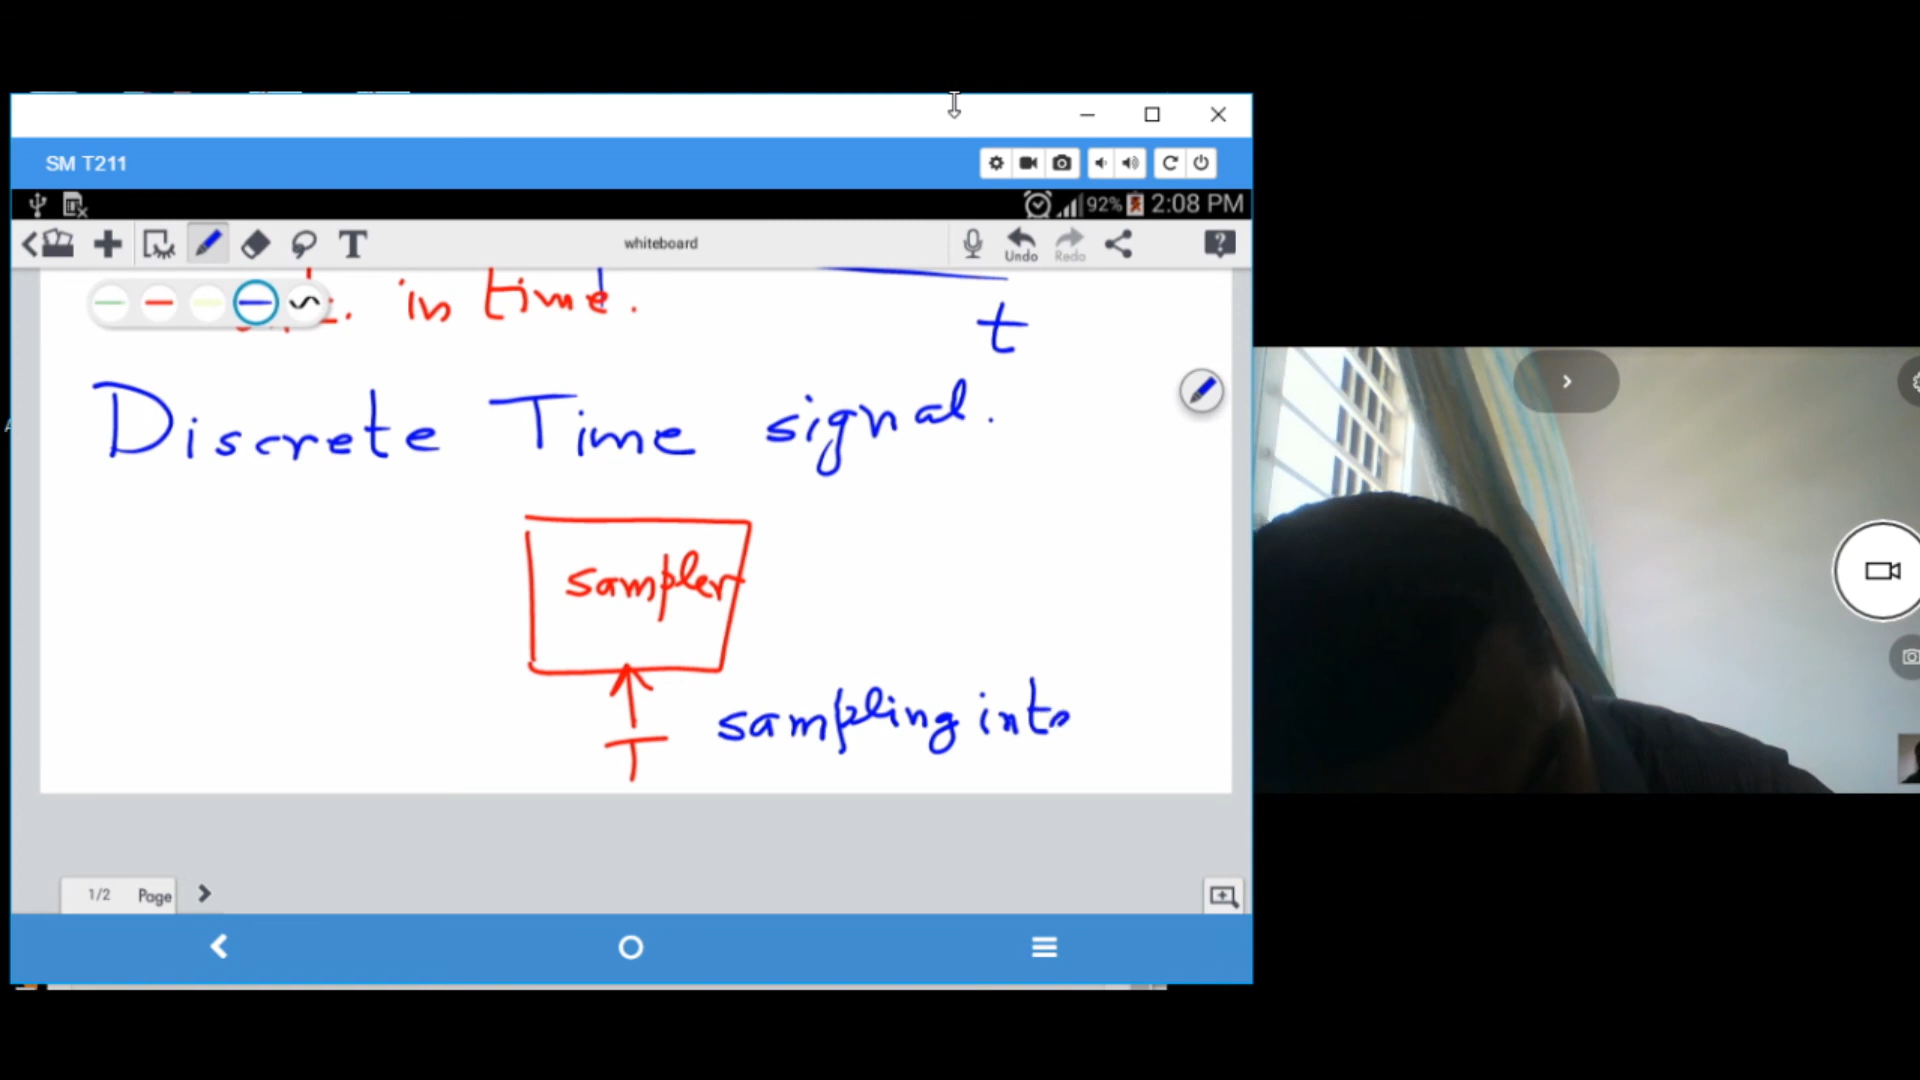 SM T211
92% 2:08 PM
T whiteboard Undo Redo
in time.
t
Discrete Time signal.
sampler
sampling into
T
1/2 Page